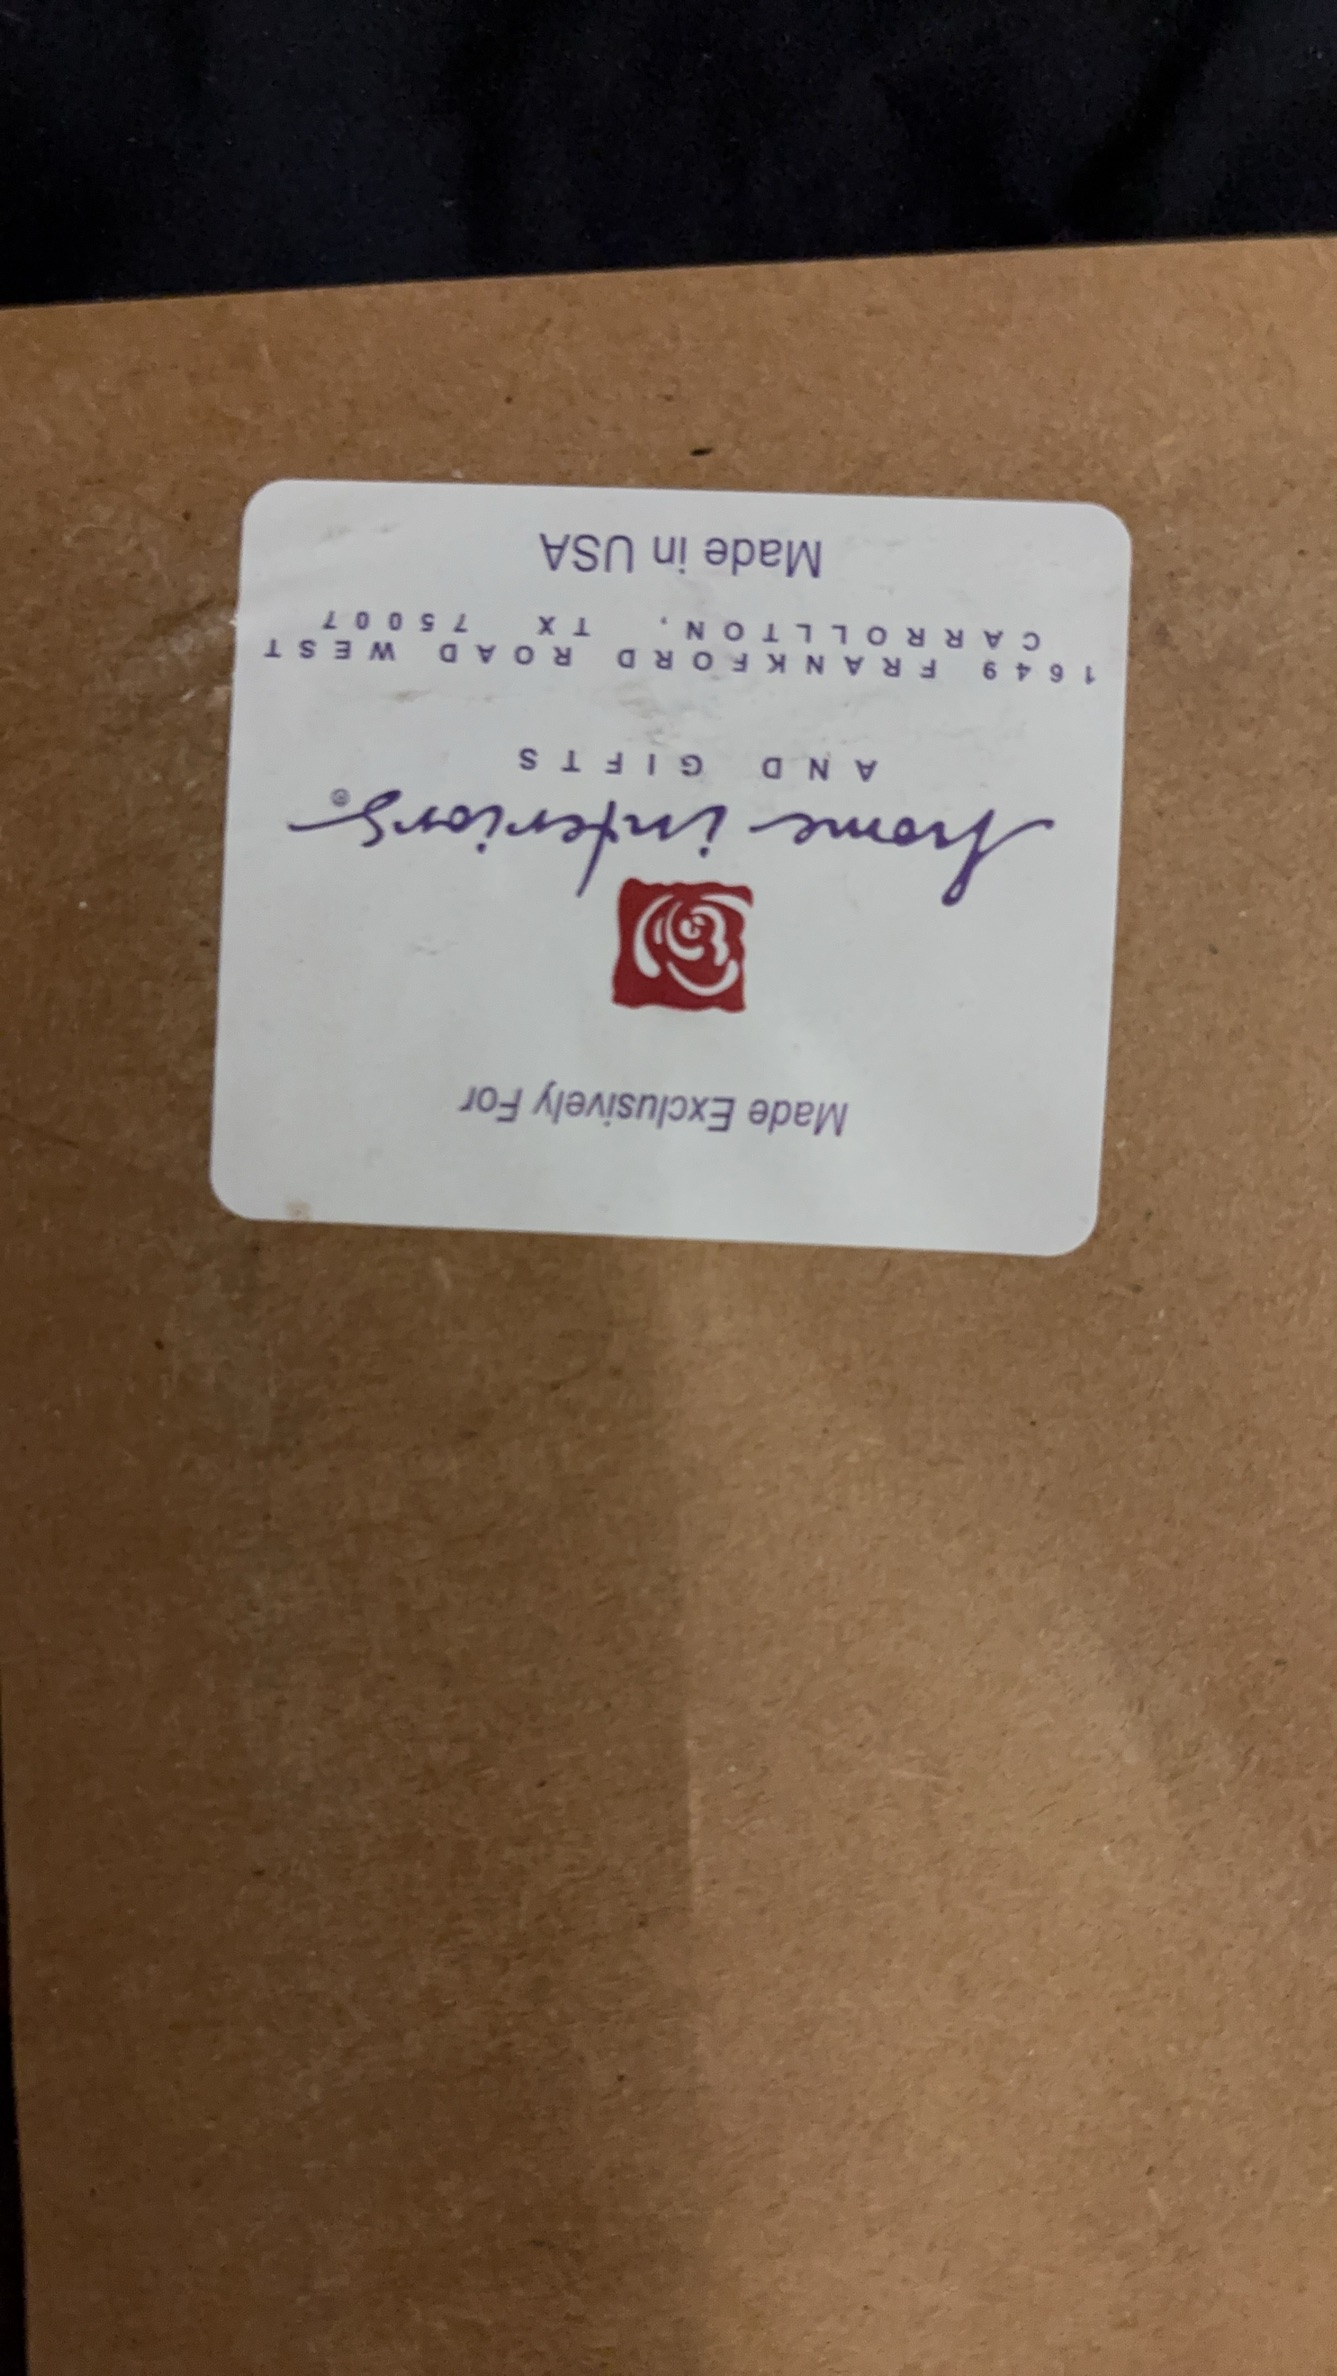 Made Exclusively For
home interiors®
AND GIFTS
1649 FRANKFORD ROAD WEST
CARROLLTON, TX 75007
Made in USA